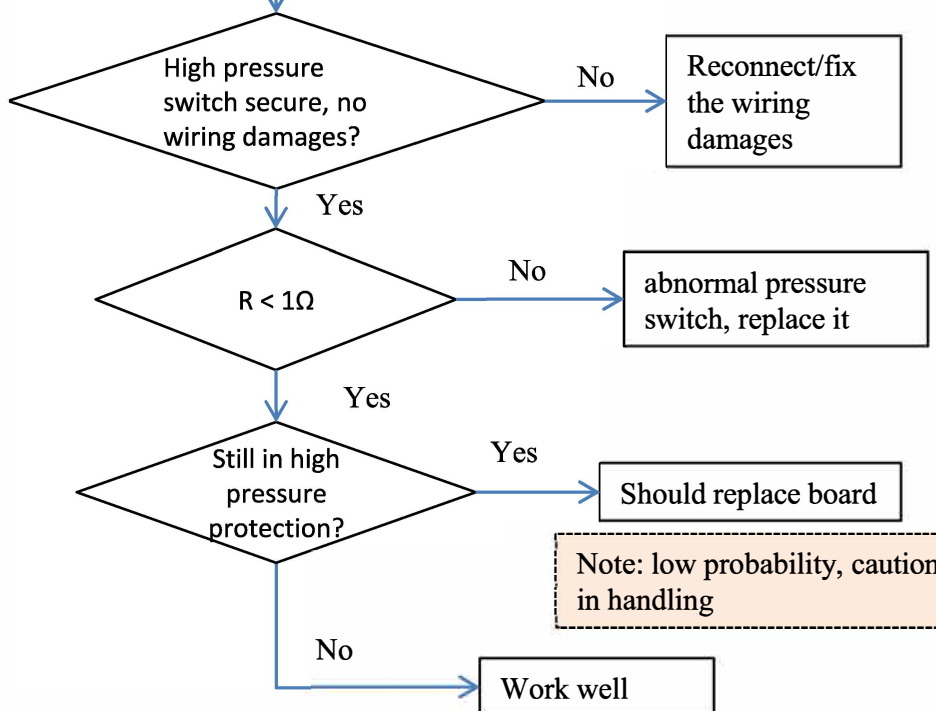 High pressure
switch secure, no
wiring damages?
No
Reconnect/fix
the wiring
damages
Yes
R < 1Ω
No
abnormal pressure
switch, replace it
Yes
Still in high
pressure
protection?
Yes
Should replace board
Note: low probability, caution
in handling
No
Work well